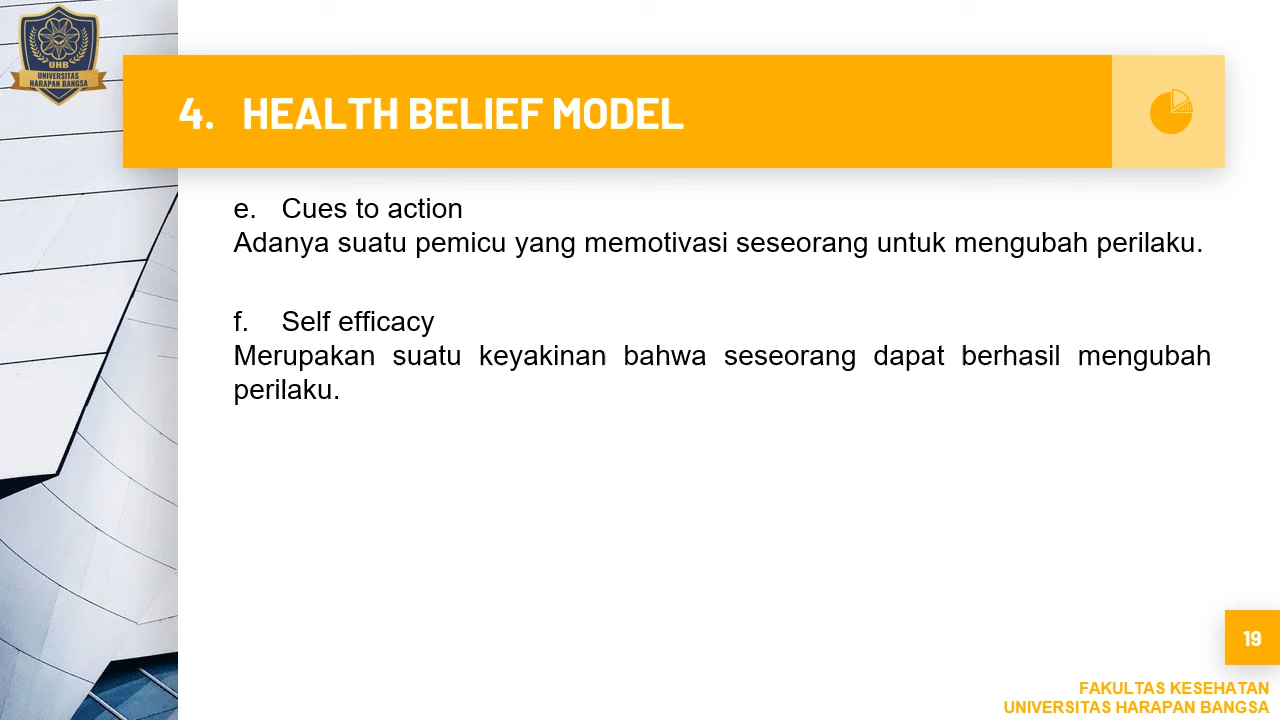 UHB
UNIVERSITAS
HARAPAN BANGSA
4. HEALTH BELIEF MODEL
e. Cues to action
Adanya suatu pemicu yang memotivasi seseorang untuk mengubah perilaku.
f. Self efficacy
Merupakan suatu keyakinan bahwa seseorang dapat berhasil mengubah
perilaku.
19
FAKULTAS KESEHATAN
UNIVERSITAS HARAPAN BANGSA